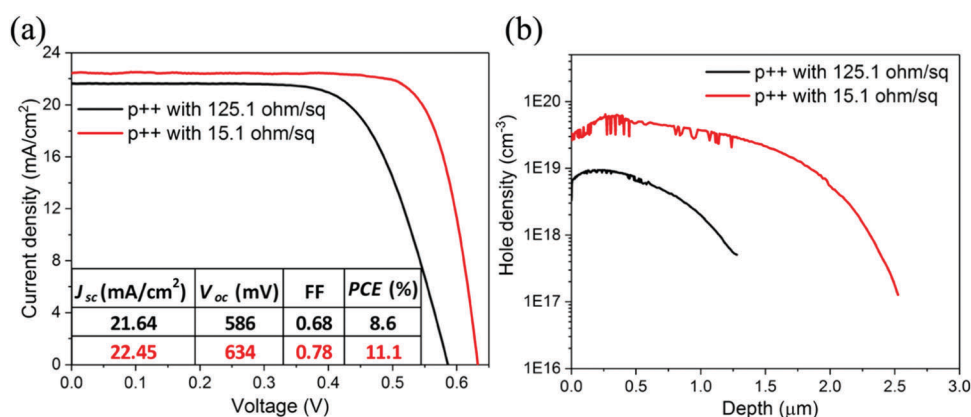 (a)
24
20
16
12
8
4
0
Current density (mA/cm²)
p++ with 125.1 ohm/sq
p++ with 15.1 ohm/sq
Jsc (mA/cm²) Voc (mV) FF PCE (%)
21.64 586 0.68 8.6
22.45 634 0.78 11.1
0.0 0.1 0.2 0.3 0.4 0.5 0.6
Voltage (V)
(b)
p++ with 125.1 ohm/sq
p++ with 15.1 ohm/sq
1E20
1E19
1E18
1E17
1E16
Hole density (cm⁻³)
0.0 0.5 1.0 1.5 2.0 2.5 3.0
Depth (μm)